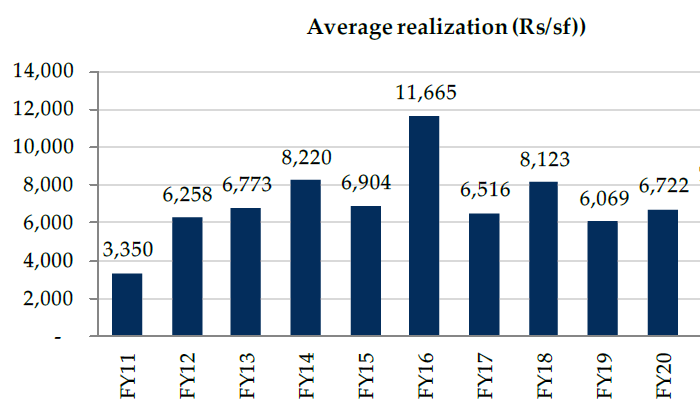 Average realization (Rs/sf))
14,000
12,000
10,000
8,000
6,000
4,000
2,000
-
3,350
6,258
6,773
8,220
6,904
11,665
6,516
8,123
6,069
6,722
FY11
FY12
FY13
FY14
FY15
FY16
FY17
FY18
FY19
FY20